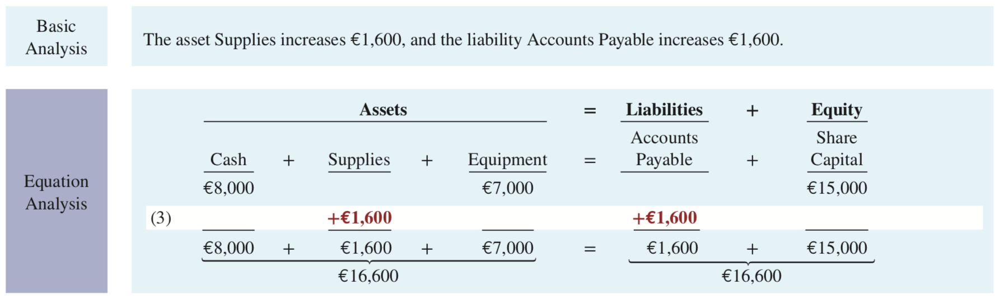 Basic
Analysis
The asset Supplies increases €1,600, and the liability Accounts Payable increases €1,600.
Equation
Analysis
Assets = Liabilities + Equity
Accounts Share
Cash + Supplies + Equipment = Payable + Capital
€8,000 €7,000 €15,000
(3) +€1,600 +€1,600
€8,000 + €1,600 + €7,000 = €1,600 + €15,000
€16,600 €16,600